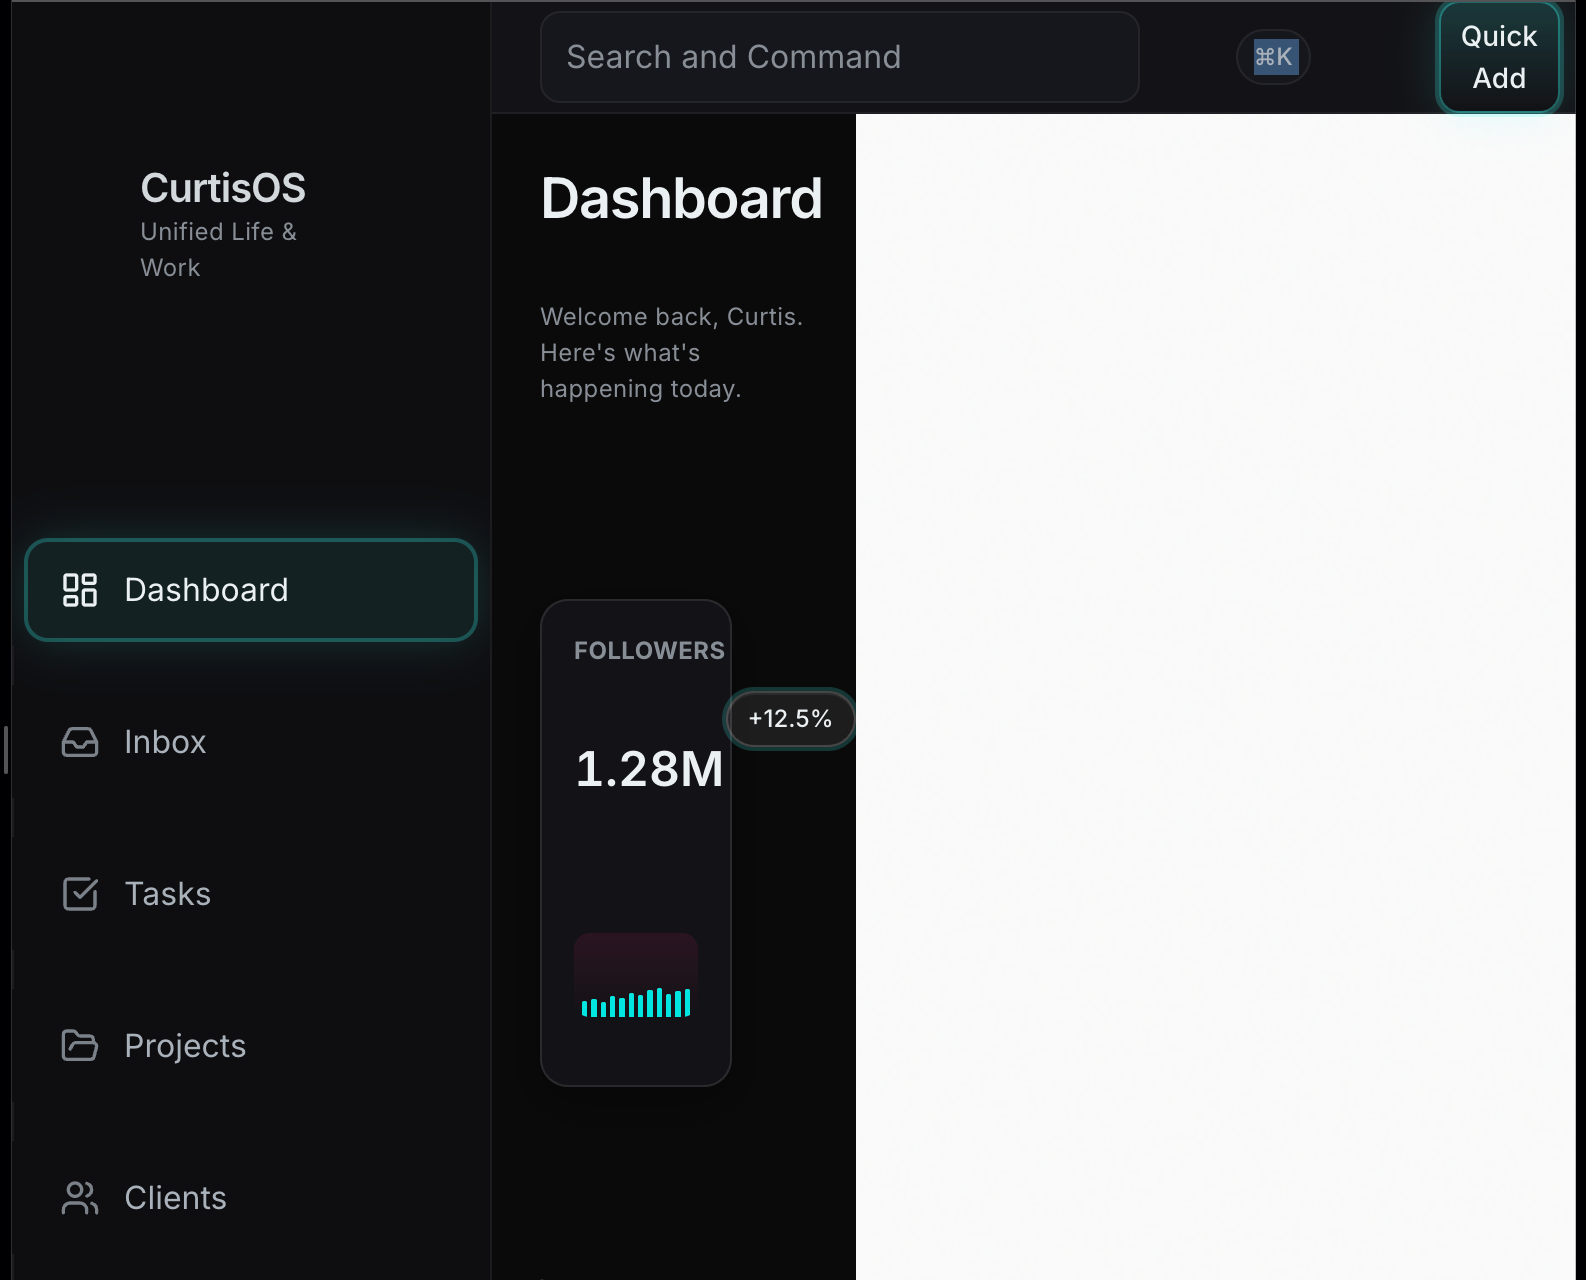 Search and Command
⌘K
Quick
Add
CurtisOS
Unified Life &
Work
Dashboard
Inbox
Tasks
Projects
Clients
Dashboard
Welcome back, Curtis.
Here's what's
happening today.
FOLLOWERS
+12.5%
1.28M